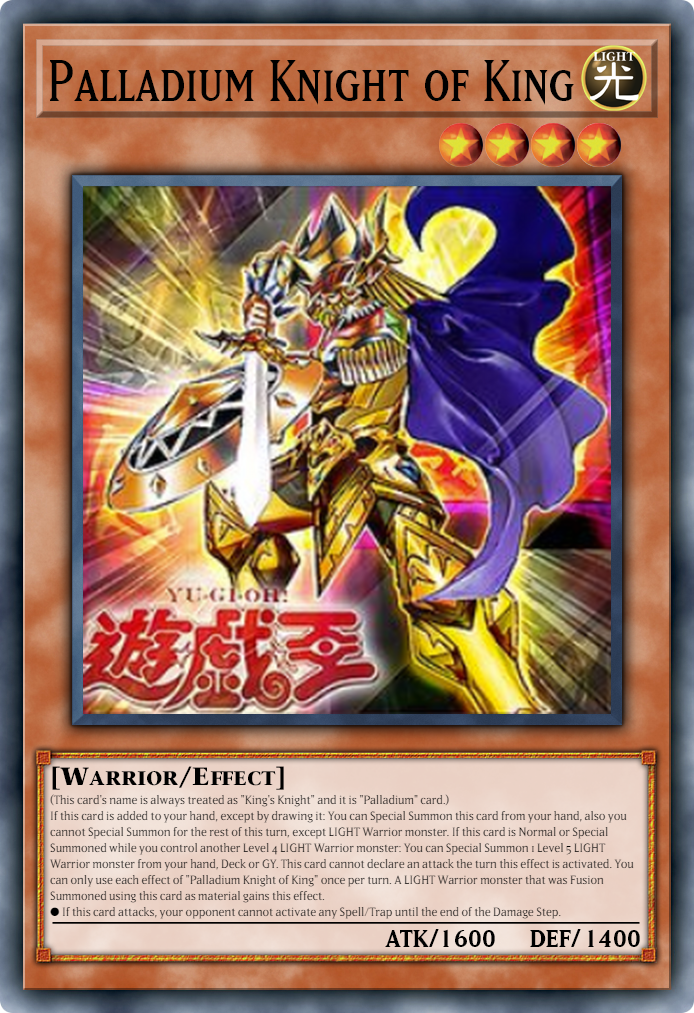 PALLADIUM KNIGHT OF KING
LIGHT
光
YU-GI-OH!
遊戯王
[WARRIOR/EFFECT]
(This card's name is always treated as "King's Knight" and it is "Palladium" card.)
If this card is added to your hand, except by drawing it: You can Special Summon this card from your hand, also you
cannot Special Summon for the rest of this turn, except LIGHT Warrior monster. If this card is Normal or Special
Summoned while you control another Level 4 LIGHT Warrior monster: You can Special Summon 1 Level 5 LIGHT
Warrior monster from your hand, Deck or GY. This card cannot declare an attack the turn this effect is activated. You
can only use each effect of "Palladium Knight of King" once per turn. A LIGHT Warrior monster that was Fusion
Summoned using this card as material gains this effect.
● If this card attacks, your opponent cannot activate any Spell/Trap until the end of the Damage Step.
ATK/1600 DEF/1400